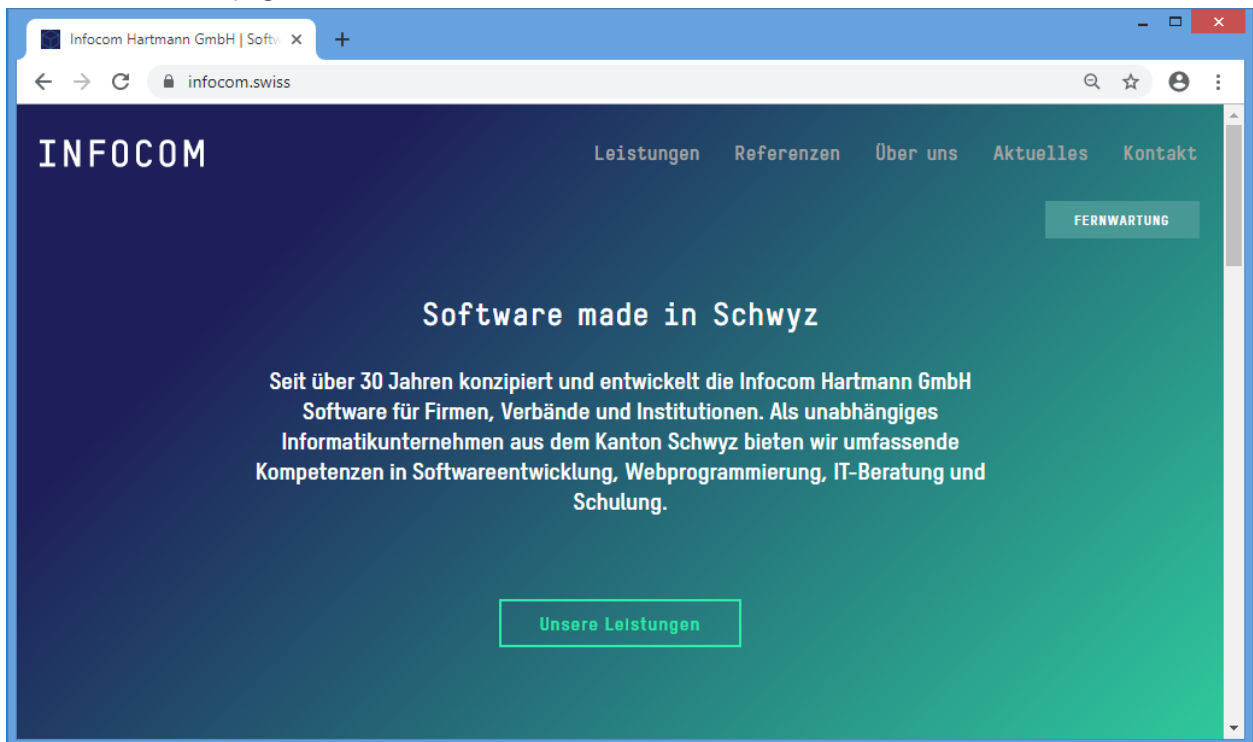 Infocom Hartmann GmbH | Softw
infocom.swiss
INFOCOM
Leistungen Referenzen Über uns Aktuelles Kontakt
FERNWARTUNG
Software made in Schwyz
Seit über 30 Jahren konzipiert und entwickelt die Infocom Hartmann GmbH
Software für Firmen, Verbände und Institutionen. Als unabhängiges
Informatikunternehmen aus dem Kanton Schwyz bieten wir umfassende
Kompetenzen in Softwareentwicklung, Webprogrammierung, IT-Beratung und
Schulung.
Unsere Leistungen